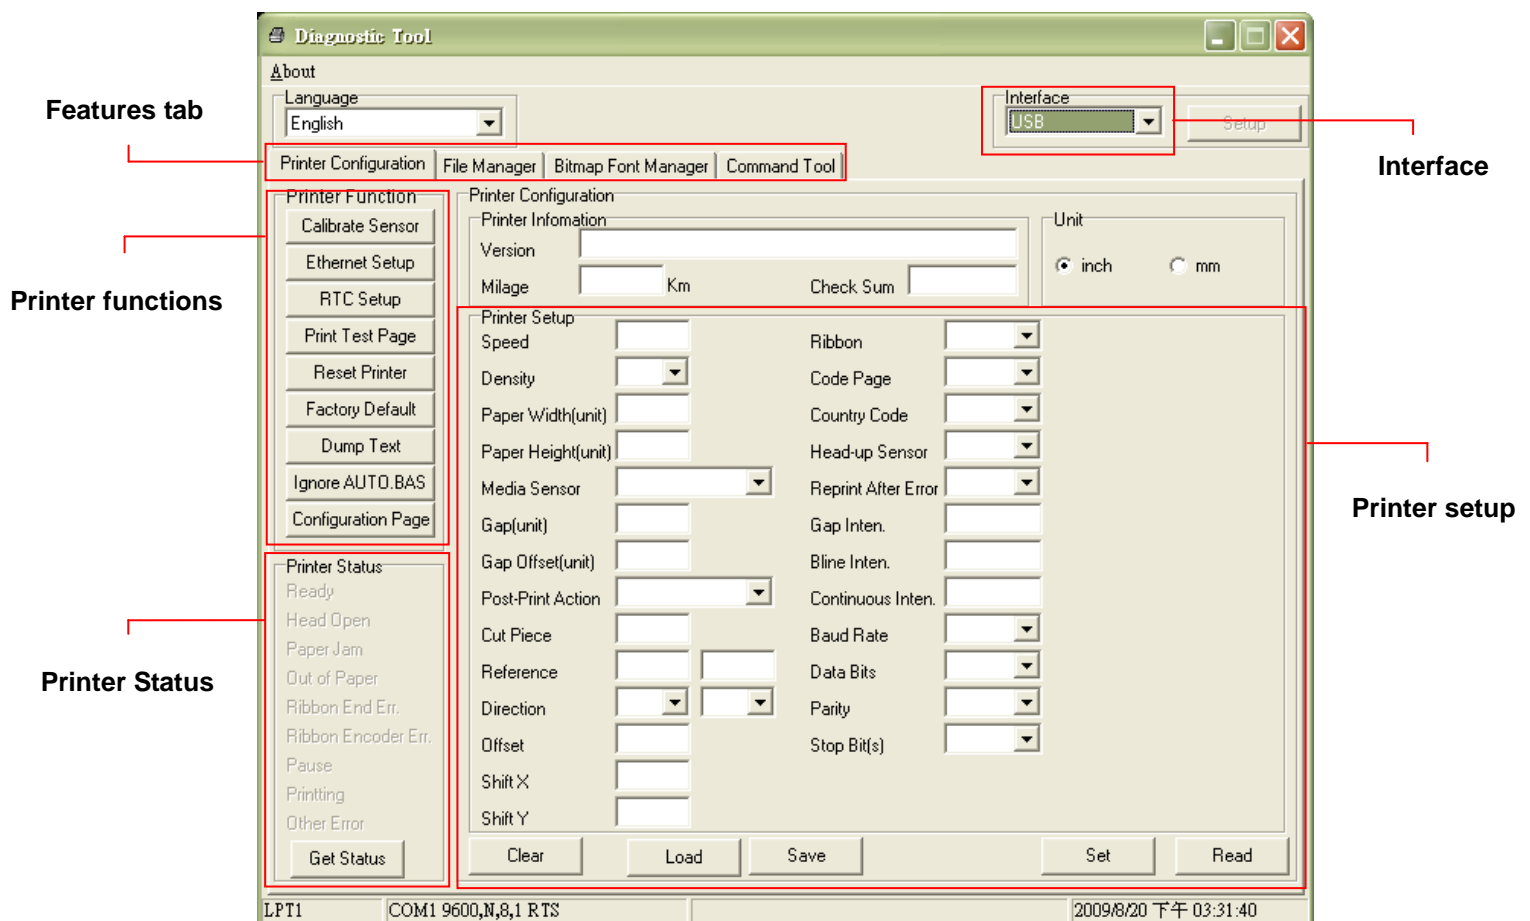 Diagnostic Tool
About
Features tab
Language
English
Interface
USB
Setup
Interface
Printer Configuration
File Manager
Bitmap Font Manager
Command Tool
Printer functions
Printer Function
Calibrate Sensor
Ethernet Setup
RTC Setup
Print Test Page
Reset Printer
Factory Default
Dump Text
Ignore AUTO.BAS
Configuration Page
Printer Configuration
Printer Infomation
Version
Milage
Km
Check Sum
Unit
inch
mm
Printer setup
Printer Setup
Speed
Density
Paper Width(unit)
Paper Height(unit)
Media Sensor
Gap(unit)
Gap Offset(unit)
Post-Print Action
Cut Piece
Reference
Direction
Offset
Shift X
Shift Y
Ribbon
Code Page
Country Code
Head-up Sensor
Reprint After Error
Gap Inten.
Bline Inten.
Continuous Inten.
Baud Rate
Data Bits
Parity
Stop Bit(s)
Printer Status
Printer Status
Ready
Head Open
Paper Jam
Out of Paper
Ribbon End Err.
Ribbon Encoder Err.
Pause
Printting
Other Error
Get Status
Clear
Load
Save
Set
Read
LPT1
COM1 9600,N,8,1 RTS
2009/8/20 下午 03:31:40